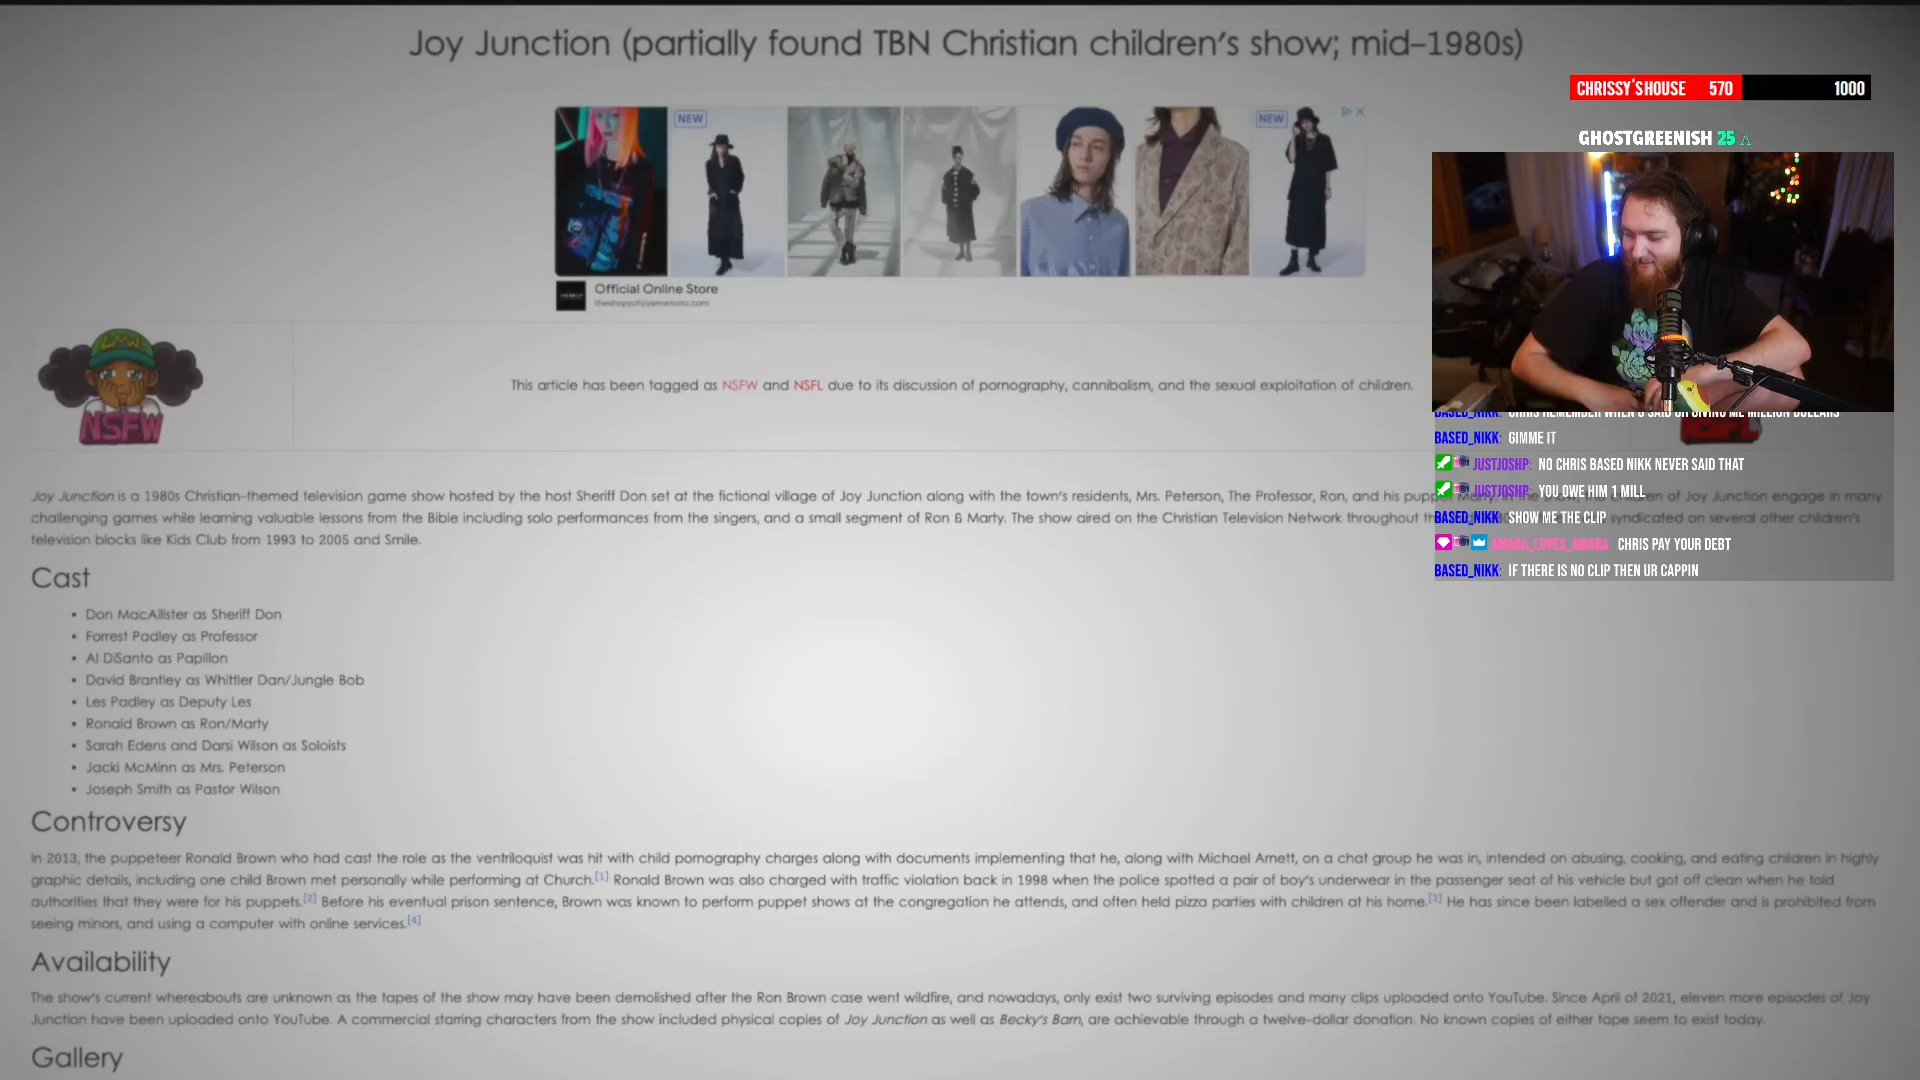 Joy Junction (partially found TBN Christian children's show; mid-1980s)
CHRISSY'SHOUSE 570 1000
GHOSTGREENISH 25
NEW
NEW
Official Online Store
theshopyohjiyamamoto.com
LMW
NSFW
This article has been tagged as NSFW and NSFL due to its discussion of pornography, cannibalism, and the sexual exploitation of children.
NSFL
BASED_NIKK: CHRIS REMEMBER WHEN U SAID UR GIVING ME MILLION DOLLARS
BASED_NIKK: GIMME IT
JUSTJOSHP: NO CHRIS BASED NIKK NEVER SAID THAT
JUSTJOSHP: YOU OWE HIM 1 MILL
BASED_NIKK: SHOW ME THE CLIP
AMARA_LOVES_AMARA: CHRIS PAY YOUR DEBT
BASED_NIKK: IF THERE IS NO CLIP THEN UR CAPPIN
Joy Junction is a 1980s Christian-themed television game show hosted by the host Sheriff Don set at the fictional village of Joy Junction along with the town's residents, Mrs. Peterson, The Professor, Ron, and his puppet Marty. In the show, the children of Joy Junction engage in many
challenging games while learning valuable lessons from the Bible including solo performances from the singers, and a small segment of Ron & Marty. The show aired on the Christian Television Network throughout syndicated on several other children's
television blocks like Kids Club from 1993 to 2005 and Smile.
Cast
• Don MacAllister as Sheriff Don
• Forrest Padley as Professor
• Al DiSanto as Papillon
• David Brantley as Whittler Dan/Jungle Bob
• Les Padley as Deputy Les
• Ronald Brown as Ron/Marty
• Sarah Edens and Darsi Wilson as Soloists
• Jacki McMinn as Mrs. Peterson
• Joseph Smith as Pastor Wilson
Controversy
In 2013, the puppeteer Ronald Brown who had cast the role as the ventriloquist was hit with child pornography charges along with documents implementing that he, along with Michael Arnett, on a chat group he was in, intended on abusing, cooking, and eating children in highly
graphic details, including one child Brown met personally while performing at Church.[1] Ronald Brown was also charged with traffic violation back in 1998 when the police spotted a pair of boy's underwear in the passenger seat of his vehicle but got off clean when he told
authorities that they were for his puppets.[2] Before his eventual prison sentence, Brown was known to perform puppet shows at the congregation he attends, and often held pizza parties with children at his home.[3] He has since been labelled a sex offender and is prohibited from
seeing minors, and using a computer with online services.[4]
Availability
The show's current whereabouts are unknown as the tapes of the show may have been demolished after the Ron Brown case went wildfire, and nowadays, only exist two surviving episodes and many clips uploaded onto YouTube. Since April of 2021, eleven more episodes of Joy
Junction have been uploaded onto YouTube. A commercial starring characters from the show included physical copies of Joy Junction as well as Becky's Barn, are achievable through a twelve-dollar donation. No known copies of either tape seem to exist today.
Gallery